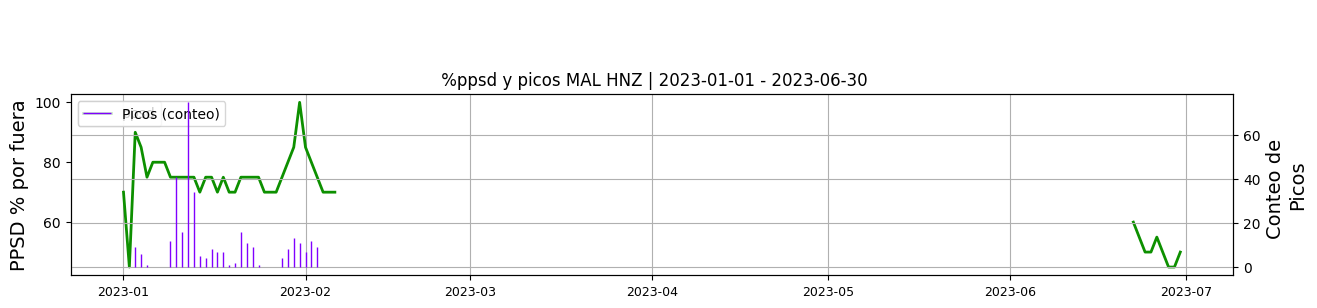 %ppsd y picos MAL HNZ | 2023-01-01 - 2023-06-30
PPSD % por fuera
100
80
60
Picos (conteo)
60
40
20
0
Conteo de
Picos
2023-01
2023-02
2023-03
2023-04
2023-05
2023-06
2023-07